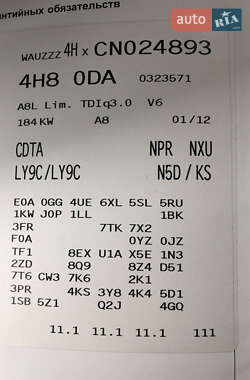 антийных обязательств
AUTO RIA.com
WAUZZZ 4H x CN024893
4H8 0DA 0323571
A8L Lim. TDIq3.0 V6
184KW A8 01/12
CDTA NPR NXU
LY9C/LY9C N5D / KS
E0A 0GG 4UE 6XL 5SL 5RU
1KW J0P 1LL 1BK
3FR 7TK 7X2
F0A 0YZ 0JZ
TF1 8EX U1A X5E 1N3
2ZD 8Q9 8Z4 D51
7T6 CW3 7K6 2K1
3PR 4KS 3Y8 4K4 5D1
1SB 5Z1 Q2J 4GQ
11.1 11.1 11.1 111